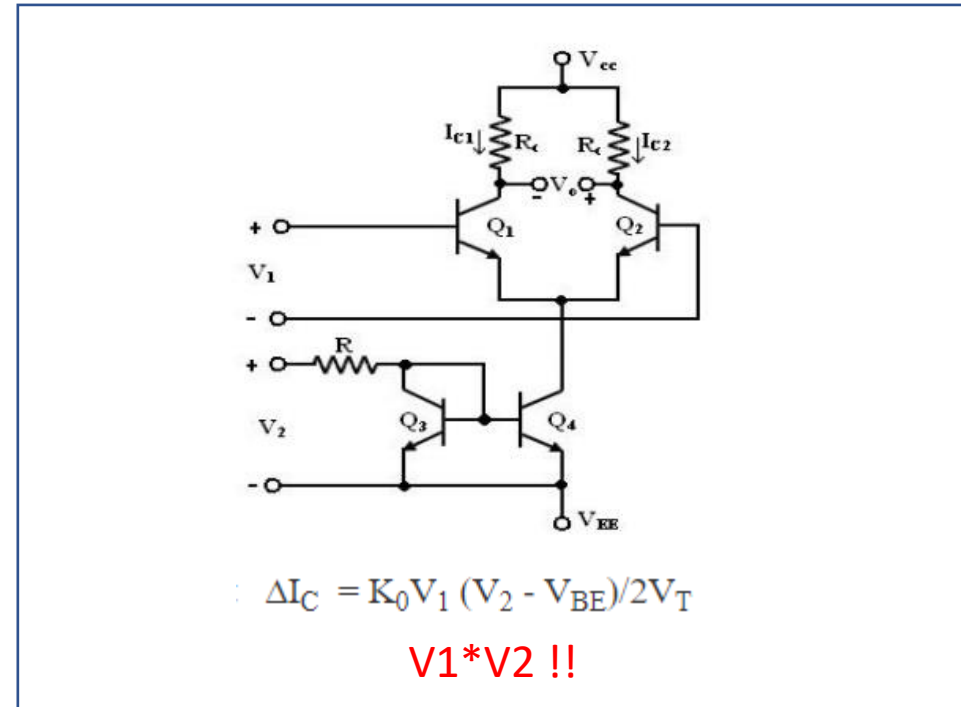 Vcc
IC1 Rc Rc IC2
- Vo +
+ Q1 Q2
V1
-
+ R
V2 Q3 Q4
-
VEE
: ΔIC = K0V1 (V2 - VBE)/2VT
V1*V2 !!